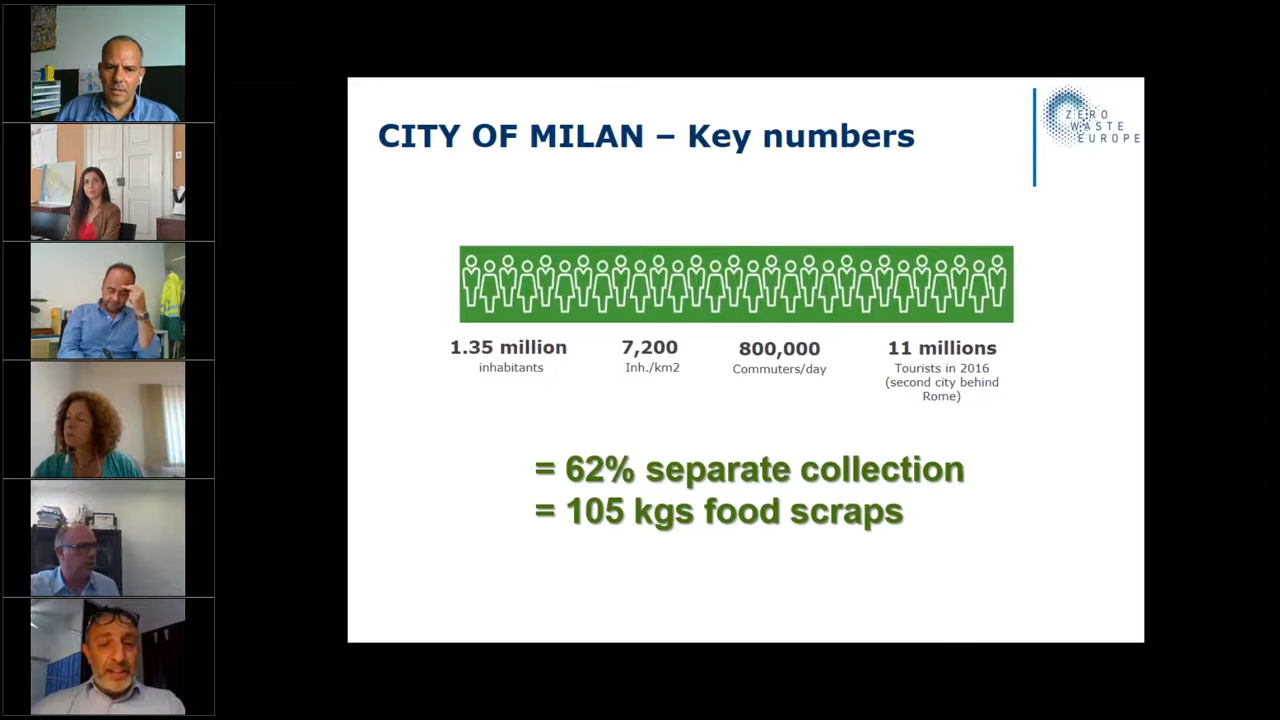 CITY OF MILAN – Key numbers
ZERO
WASTE
EUROPE
1.35 million
inhabitants
7,200
Inh./km2
800,000
Commuters/day
11 millions
Tourists in 2016
(second city behind
Rome)
= 62% separate collection
= 105 kgs food scraps